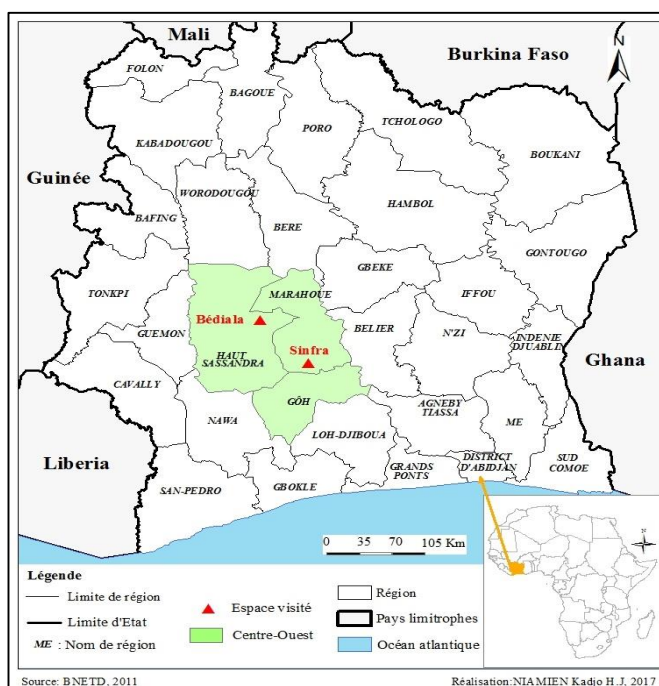 Mali
Burkina Faso
N
FOLON
BAGOUE
PORO
TCHOLOGO
KABADOUGOU
BOUKANI
Guinée
WORODOUGOU
HAMBOL
BAFING
BERE
GONTOUGO
GBEKE
TONKPI
MARAHOUE
IFFOU
Bédiala
BELIER
N'ZI
INDENIE
DJUABLE
GUEMON
Sinfra
HAUT
SASSANDRA
Ghana
CAVALLY
GÔH
AGNEBY
TIASSA
ME
NAWA
LOH-DJIBOUA
Liberia
GRANDS
PONTS
DISTRICT
D'ABIDJAN
SUD
COMOE
SAN-PEDRO
GBOKLE
0 35 70 105 Km
Légende
Limite de région
Limite d'Etat
ME : Nom de région
Espace visité
Centre-Ouest
Région
Pays limitrophes
Océan atlantique
N
Source: BNETD, 2011
Réalisation:NIAMIEN Kadjo H.J, 2017